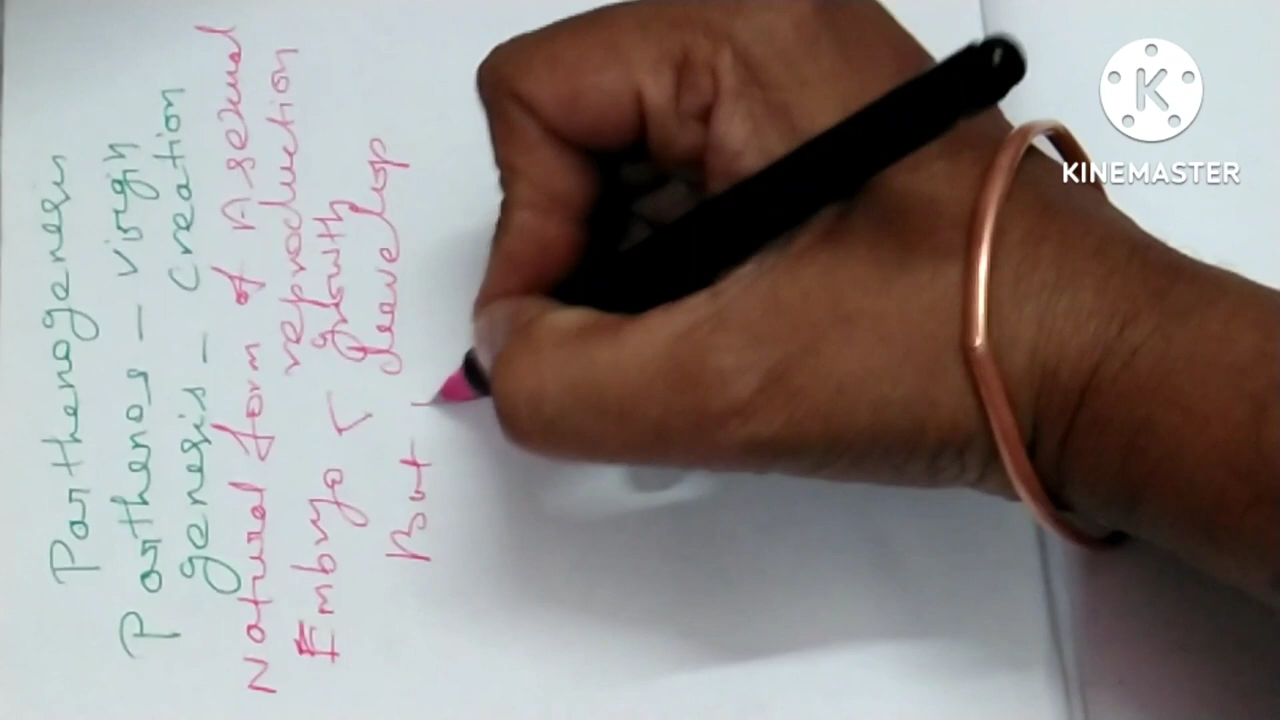 Parthenogenesis
Parthenos - virgin
genesis - creation
Natural form of Asexual
reproduction
Embryo < growth
develop
But
K
KINEMASTER